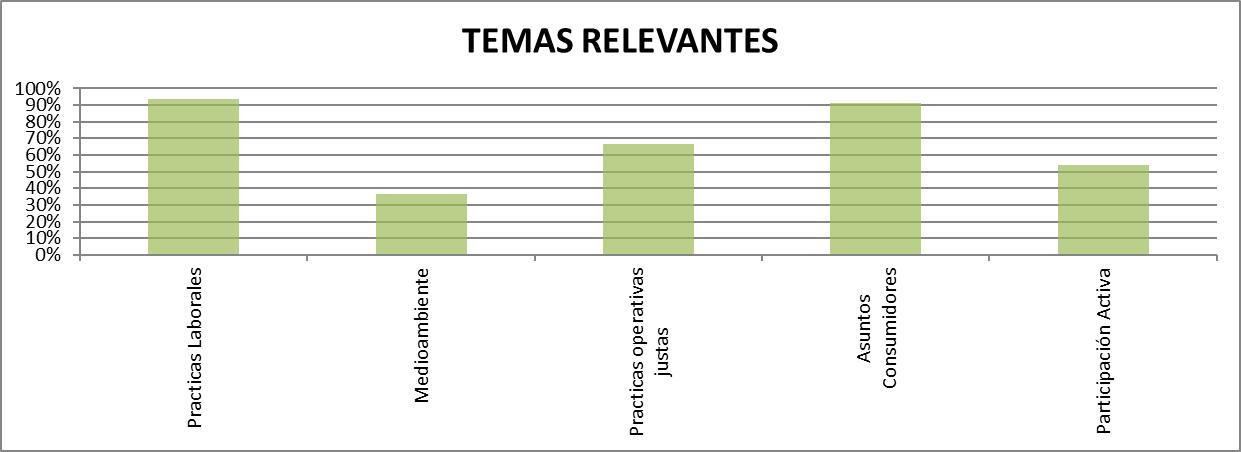 TEMAS RELEVANTES
100%
90%
80%
70%
60%
50%
40%
30%
20%
10%
0%
Practicas Laborales
Medioambiente
Practicas operativas
justas
Asuntos
Consumidores
Participación Activa